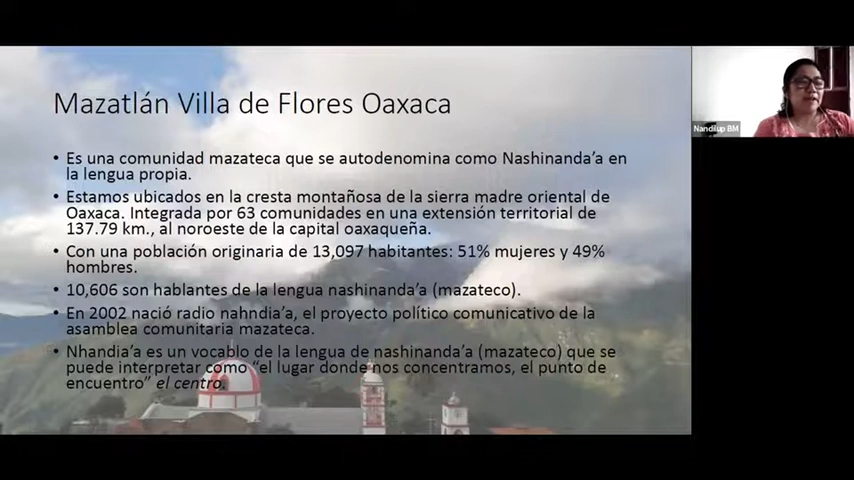 Mazatlán Villa de Flores Oaxaca
• Es una comunidad mazateca que se autodenomina como Nashinanda'a en
la lengua propia.
• Estamos ubicados en la cresta montañosa de la sierra madre oriental de
Oaxaca. Integrada por 63 comunidades en una extensión territorial de
137.79 km., al noroeste de la capital oaxaqueña.
• Con una población originaria de 13,097 habitantes: 51% mujeres y 49%
hombres.
• 10,606 son hablantes de la lengua nashinanda'a (mazateco).
• En 2002 nació radio nahndia'a, el proyecto político comunicativo de la
asamblea comunitaria mazateca.
• Nhandia'a es un vocablo de la lengua de nashinanda'a (mazateco) que se
puede interpretar como “el lugar donde nos concentramos, el punto de
encuentro” el centro.
Nandilup BM